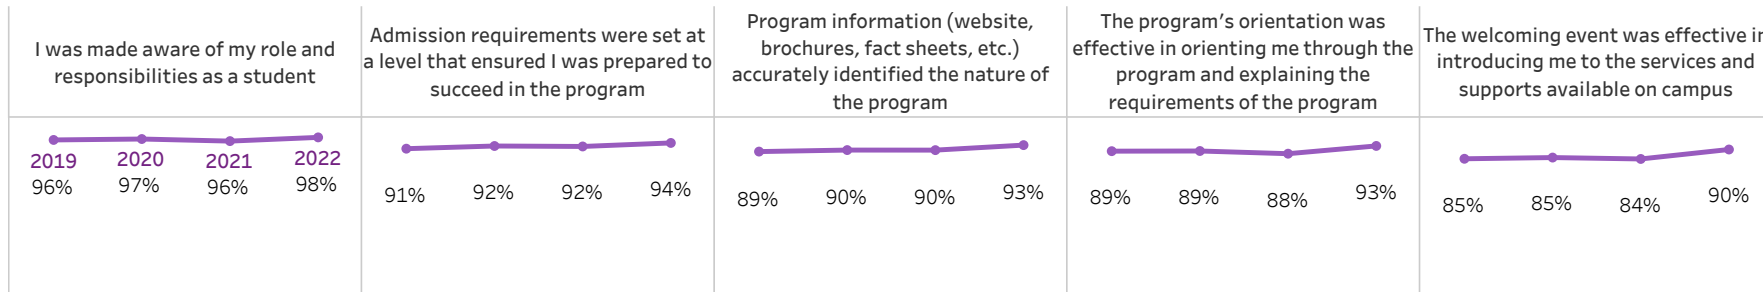 I was made aware of my role and
responsibilities as a student
Admission requirements were set at
a level that ensured I was prepared to
succeed in the program
Program information (website,
brochures, fact sheets, etc.)
accurately identified the nature of
the program
The program's orientation was
effective in orienting me through the
program and explaining the
requirements of the program
The welcoming event was effective in
introducing me to the services and
supports available on campus
2019 2020 2021 2022
96% 97% 96% 98%
91% 92% 92% 94%
89% 90% 90% 93%
89% 89% 88% 93%
85% 85% 84% 90%